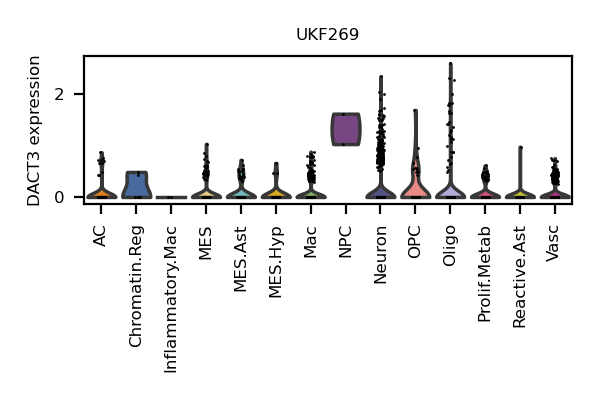 UKF269
DACT3 expression
2
0
AC
Chromatin.Reg
Inflammatory.Mac
MES
MES.Ast
MES.Hyp
Mac
NPC
Neuron
OPC
Oligo
Prolif.Metab
Reactive.Ast
Vasc